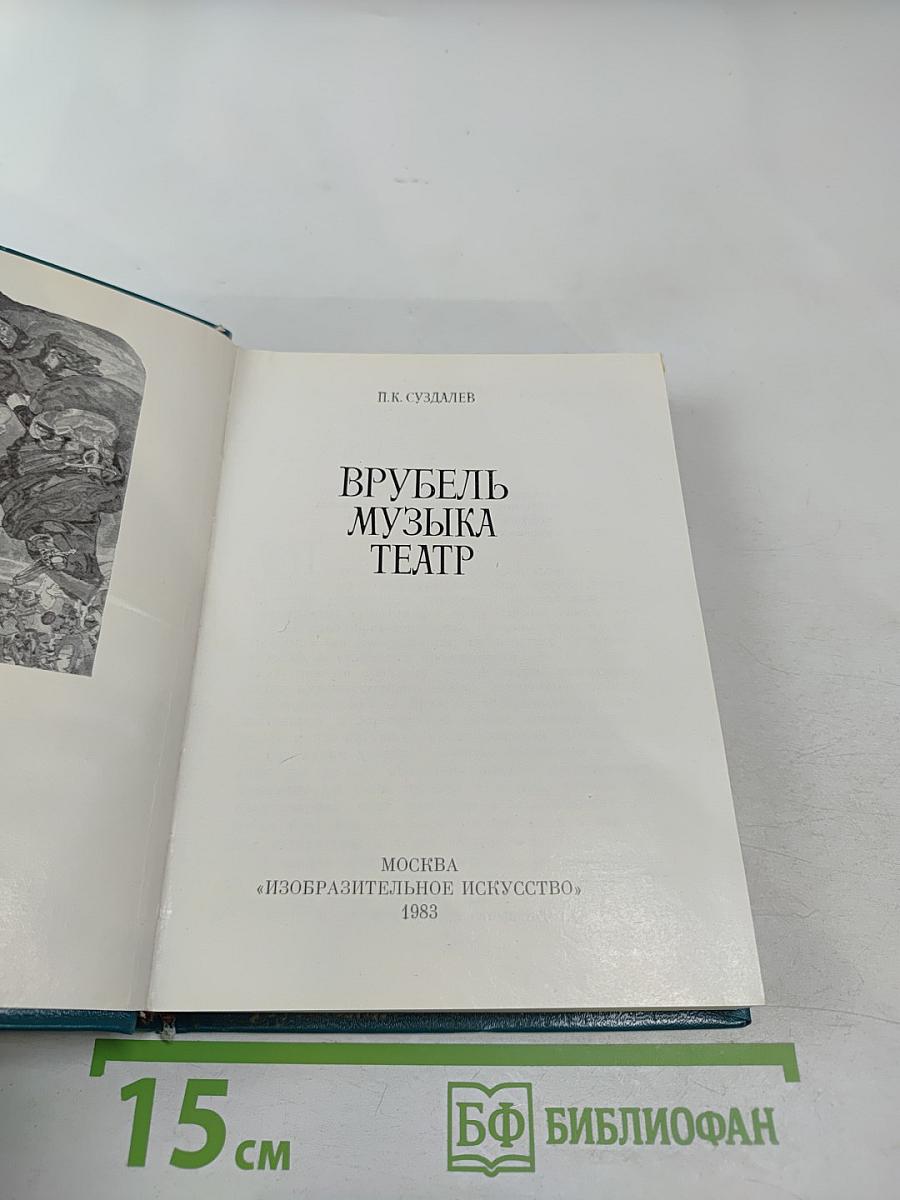 П.К. СУЗДАЛЕВ
ВРУБЕЛЬ
МУЗЫКА
ТЕАТР
МОСКВА
«ИЗОБРАЗИТЕЛЬНОЕ ИСКУССТВО»
1983
15 см
БФ БИБЛИОФАН